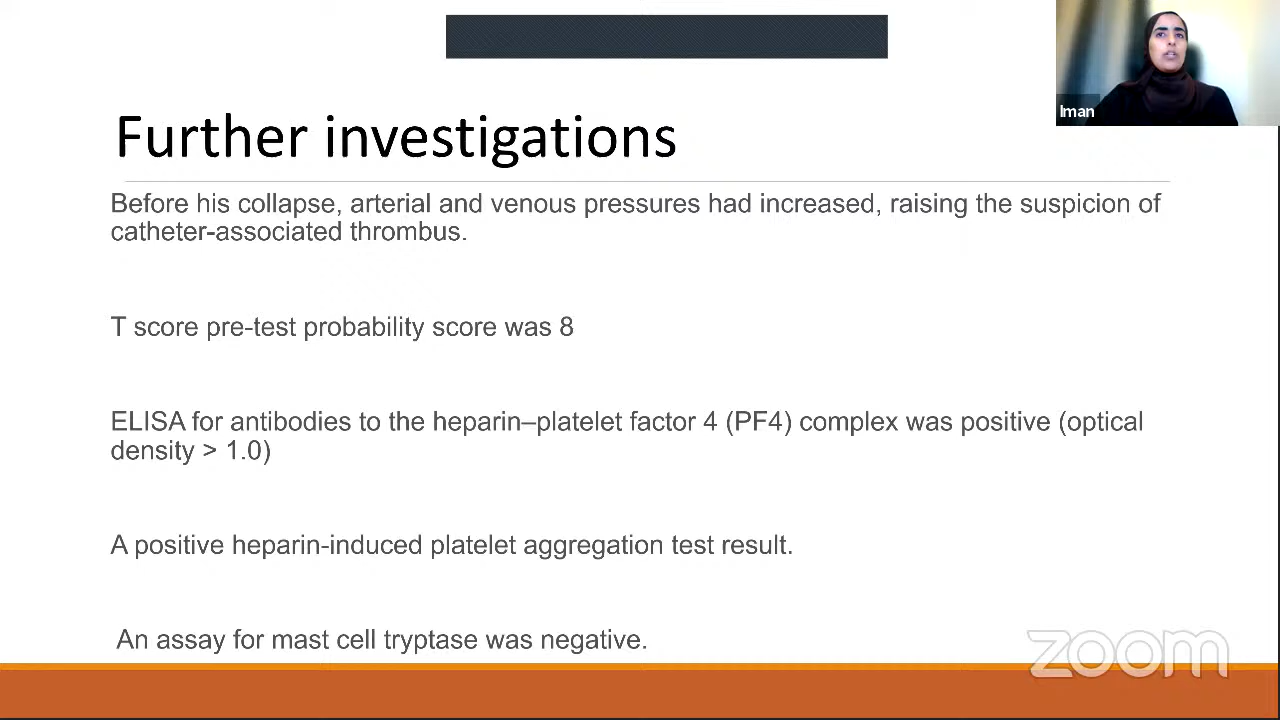 Iman
Further investigations
Before his collapse, arterial and venous pressures had increased, raising the suspicion of
catheter-associated thrombus.
T score pre-test probability score was 8
ELISA for antibodies to the heparin–platelet factor 4 (PF4) complex was positive (optical
density > 1.0)
A positive heparin-induced platelet aggregation test result.
An assay for mast cell tryptase was negative.
zoom